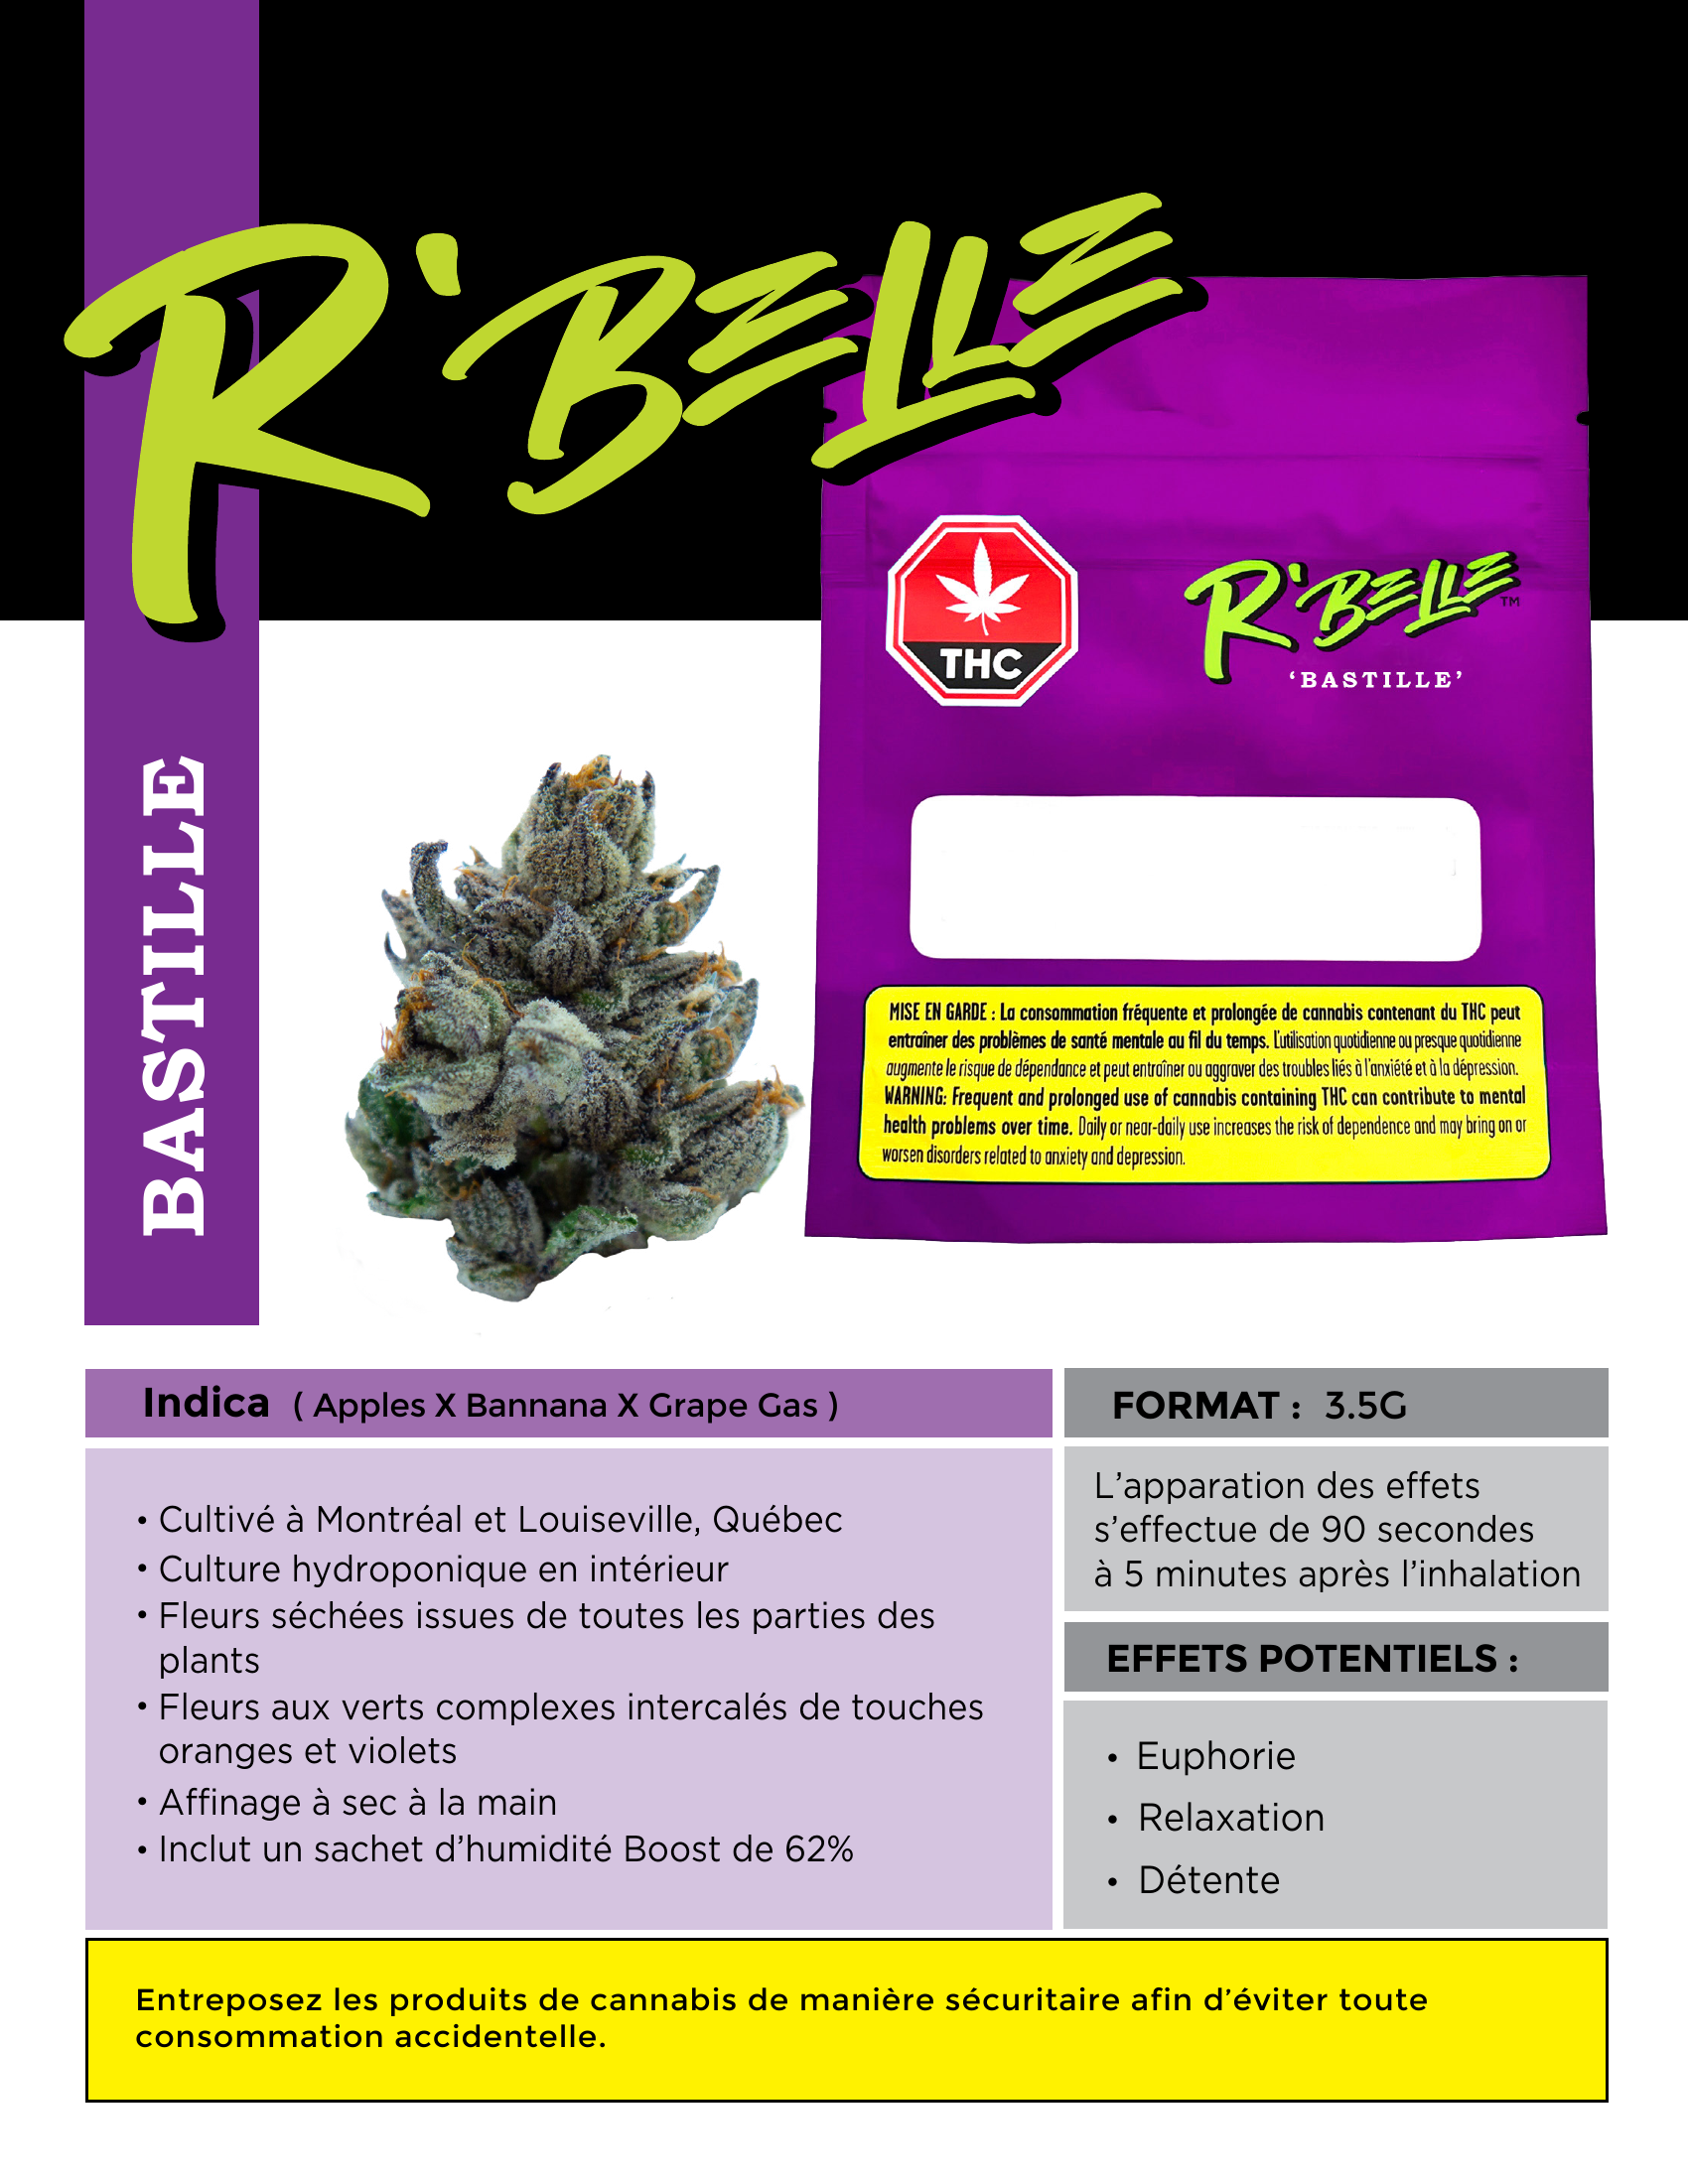 R'BELLE
BASTILLE
THC
R'BELLE™
‘BASTILLE’
MISE EN GARDE : La consommation fréquente et prolongée de cannabis contenant du THC peut
entraîner des problèmes de santé mentale au fil du temps. L'utilisation quotidienne ou presque quotidienne
augmente le risque de dépendance et peut entraîner ou aggraver des troubles liés à l'anxiété et à la dépression.
WARNING: Frequent and prolonged use of cannabis containing THC can contribute to mental
health problems over time. Daily or near-daily use increases the risk of dependence and may bring on or
worsen disorders related to anxiety and depression.
Indica ( Apples X Bannana X Grape Gas )
• Cultivé à Montréal et Louiseville, Québec
• Culture hydroponique en intérieur
• Fleurs séchées issues de toutes les parties des
plants
• Fleurs aux verts complexes intercalés de touches
oranges et violets
• Affinage à sec à la main
• Inclut un sachet d’humidité Boost de 62%
FORMAT : 3.5G
L’apparation des effets
s’effectue de 90 secondes
à 5 minutes après l’inhalation
EFFETS POTENTIELS :
• Euphorie
• Relaxation
• Détente
Entreposez les produits de cannabis de manière sécuritaire afin d’éviter toute
consommation accidentelle.